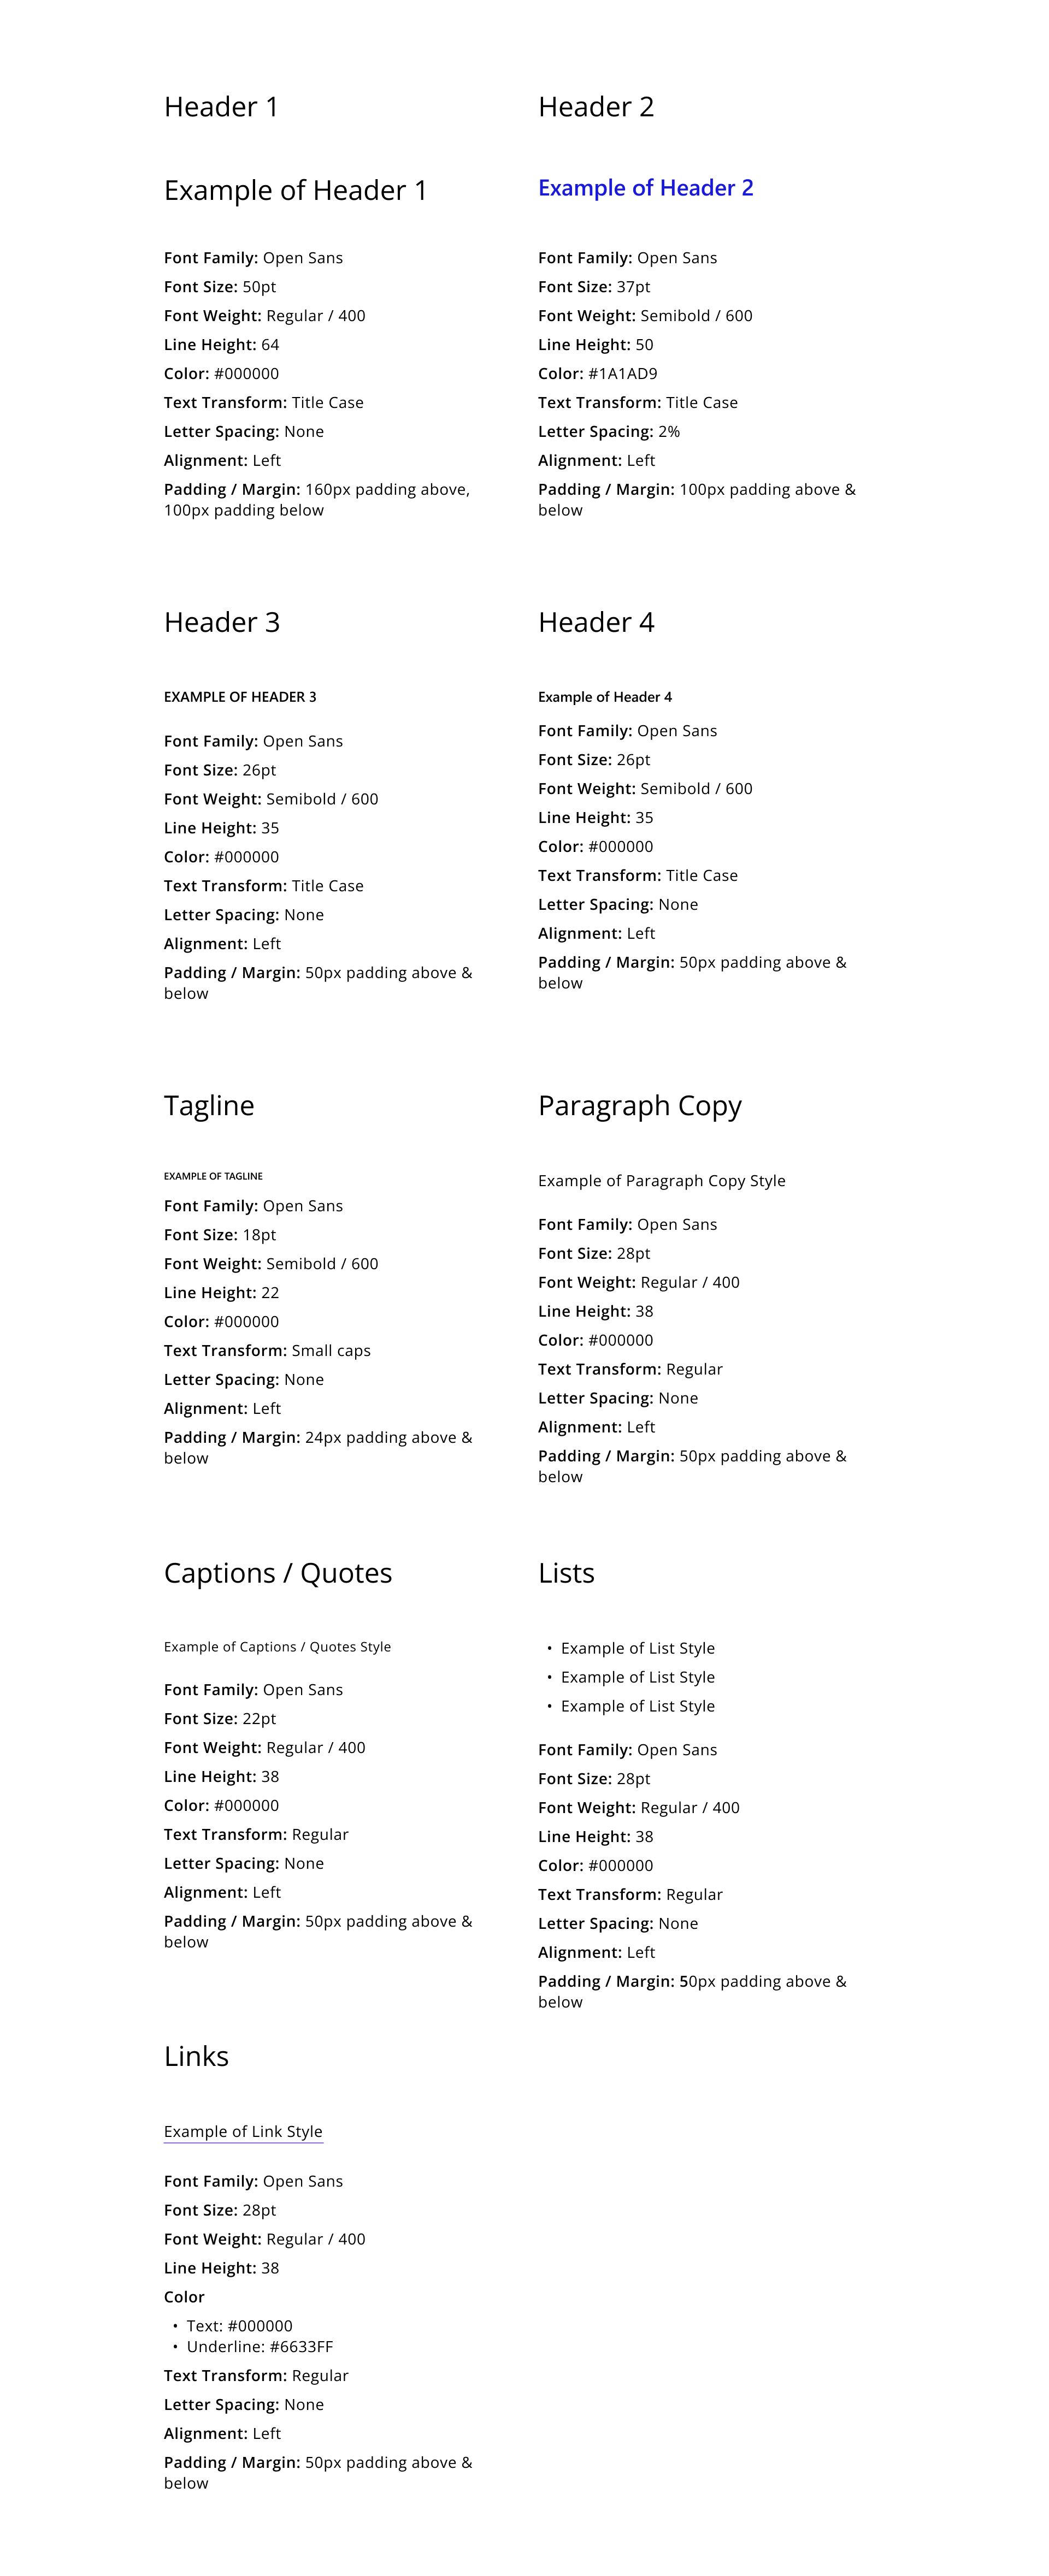 Header 1
Example of Header 1
Font Family: Open Sans
Font Size: 50pt
Font Weight: Regular / 400
Line Height: 64
Color: #000000
Text Transform: Title Case
Letter Spacing: None
Alignment: Left
Padding / Margin: 160px padding above,
100px padding below
Header 2
Example of Header 2
Font Family: Open Sans
Font Size: 37pt
Font Weight: Semibold / 600
Line Height: 50
Color: #1A1AD9
Text Transform: Title Case
Letter Spacing: 2%
Alignment: Left
Padding / Margin: 100px padding above &
below
Header 3
EXAMPLE OF HEADER 3
Font Family: Open Sans
Font Size: 26pt
Font Weight: Semibold / 600
Line Height: 35
Color: #000000
Text Transform: Title Case
Letter Spacing: None
Alignment: Left
Padding / Margin: 50px padding above &
below
Header 4
Example of Header 4
Font Family: Open Sans
Font Size: 26pt
Font Weight: Semibold / 600
Line Height: 35
Color: #000000
Text Transform: Title Case
Letter Spacing: None
Alignment: Left
Padding / Margin: 50px padding above &
below
Tagline
EXAMPLE OF TAGLINE
Font Family: Open Sans
Font Size: 18pt
Font Weight: Semibold / 600
Line Height: 22
Color: #000000
Text Transform: Small caps
Letter Spacing: None
Alignment: Left
Padding / Margin: 24px padding above &
below
Paragraph Copy
Example of Paragraph Copy Style
Font Family: Open Sans
Font Size: 28pt
Font Weight: Regular / 400
Line Height: 38
Color: #000000
Text Transform: Regular
Letter Spacing: None
Alignment: Left
Padding / Margin: 50px padding above &
below
Captions / Quotes
Example of Captions / Quotes Style
Font Family: Open Sans
Font Size: 22pt
Font Weight: Regular / 400
Line Height: 38
Color: #000000
Text Transform: Regular
Letter Spacing: None
Alignment: Left
Padding / Margin: 50px padding above &
below
Lists
• Example of List Style
• Example of List Style
• Example of List Style
Font Family: Open Sans
Font Size: 28pt
Font Weight: Regular / 400
Line Height: 38
Color: #000000
Text Transform: Regular
Letter Spacing: None
Alignment: Left
Padding / Margin: 50px padding above &
below
Links
Example of Link Style
Font Family: Open Sans
Font Size: 28pt
Font Weight: Regular / 400
Line Height: 38
Color
• Text: #000000
• Underline: #6633FF
Text Transform: Regular
Letter Spacing: None
Alignment: Left
Padding / Margin: 50px padding above &
below